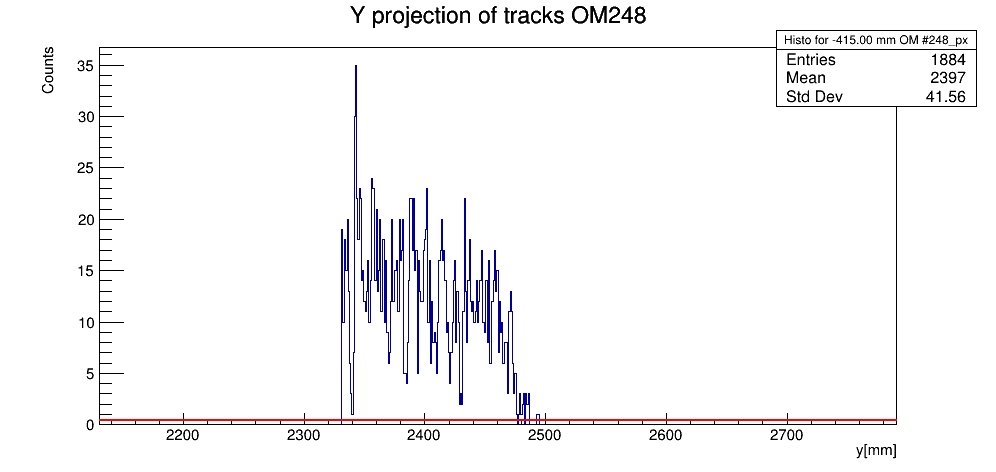 Y projection of tracks OM248
Histo for -415.00 mm OM #248_px
Entries 1884
Mean 2397
Std Dev 41.56
Counts
35
30
25
20
15
10
5
0
2200 2300 2400 2500 2600 2700
y[mm]